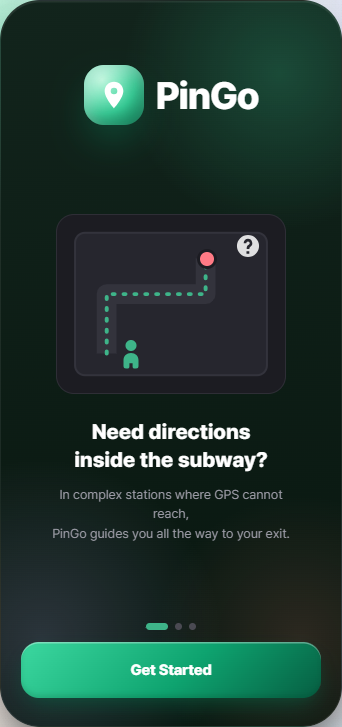 PinGo
?
Need directions
inside the subway?
In complex stations where GPS cannot
reach,
PinGo guides you all the way to your exit.
Get Started